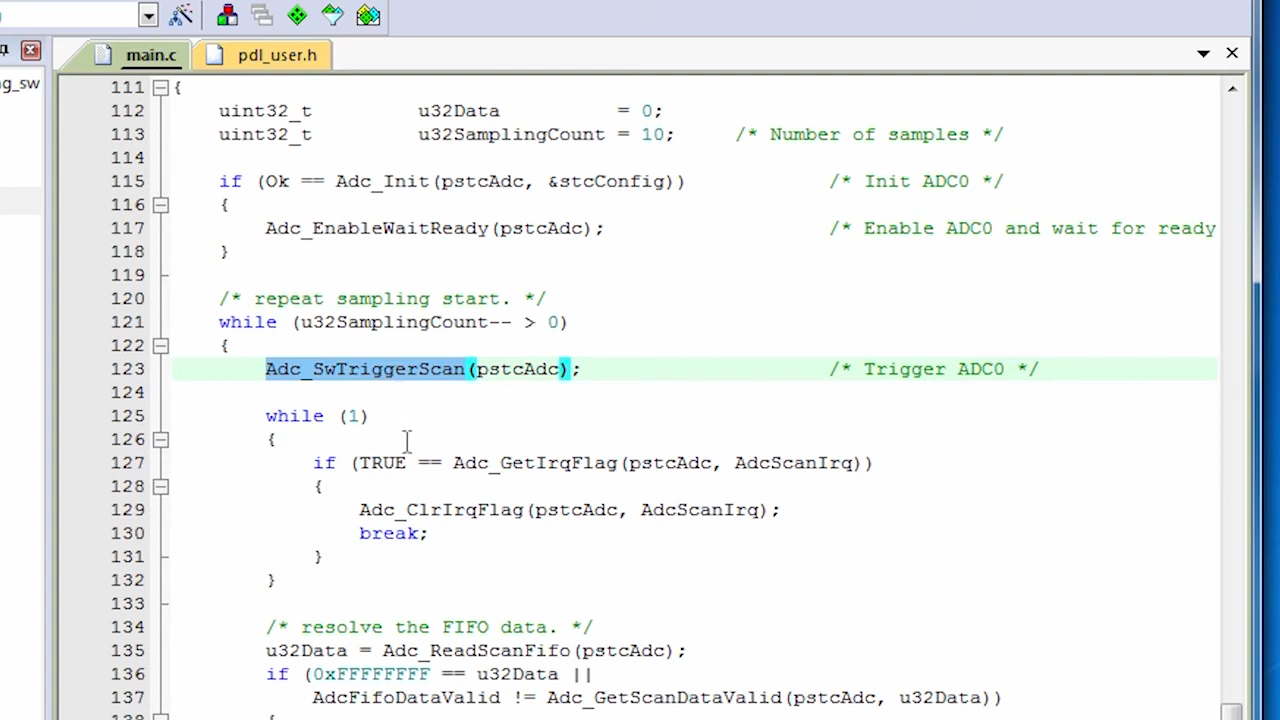 main.c pdl_user.h
ng_sw
111 {
112 uint32_t u32Data = 0;
113 uint32_t u32SamplingCount = 10; /* Number of samples */
114
115 if (Ok == Adc_Init(pstcAdc, &stcConfig)) /* Init ADC0 */
116 {
117 Adc_EnableWaitReady(pstcAdc); /* Enable ADC0 and wait for ready
118 }
119
120 /* repeat sampling start. */
121 while (u32SamplingCount-- > 0)
122 {
123 Adc_SwTriggerScan(pstcAdc); /* Trigger ADC0 */
124
125 while (1)
126 {
127 if (TRUE == Adc_GetIrqFlag(pstcAdc, AdcScanIrq))
128 {
129 Adc_ClrIrqFlag(pstcAdc, AdcScanIrq);
130 break;
131 }
132 }
133
134 /* resolve the FIFO data. */
135 u32Data = Adc_ReadScanFifo(pstcAdc);
136 if (0xFFFFFFFF == u32Data ||
137 AdcFifoDataValid != Adc_GetScanDataValid(pstcAdc, u32Data))
138 {